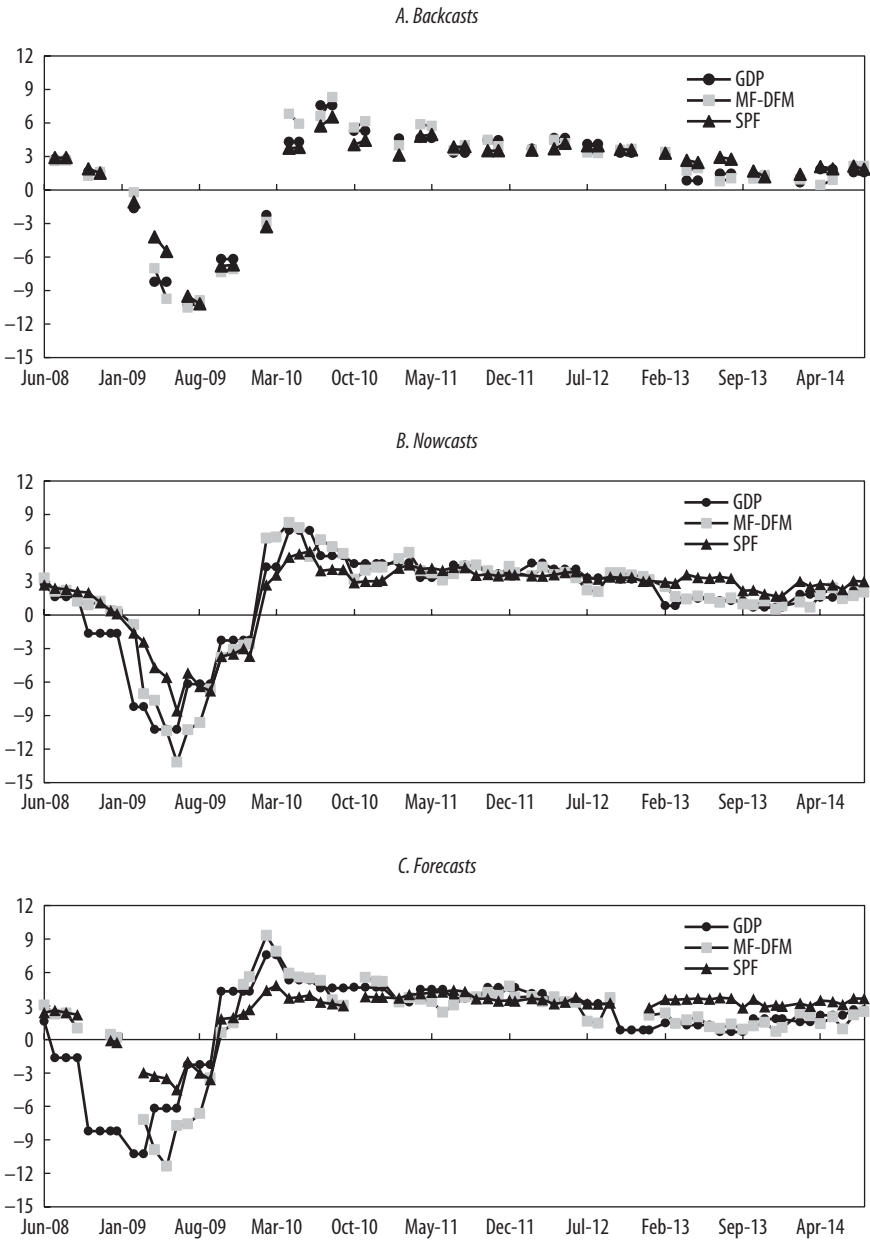 A. Backcasts
12
9
6
3
0
−3
−6
−9
−12
−15
GDP
MF-DFM
SPF
Jun-08 Jan-09 Aug-09 Mar-10 Oct-10 May-11 Dec-11 Jul-12 Feb-13 Sep-13 Apr-14
B. Nowcasts
12
9
6
3
0
−3
−6
−9
−12
−15
GDP
MF-DFM
SPF
Jun-08 Jan-09 Aug-09 Mar-10 Oct-10 May-11 Dec-11 Jul-12 Feb-13 Sep-13 Apr-14
C. Forecasts
12
9
6
3
0
−3
−6
−9
−12
−15
GDP
MF-DFM
SPF
Jun-08 Jan-09 Aug-09 Mar-10 Oct-10 May-11 Dec-11 Jul-12 Feb-13 Sep-13 Apr-14